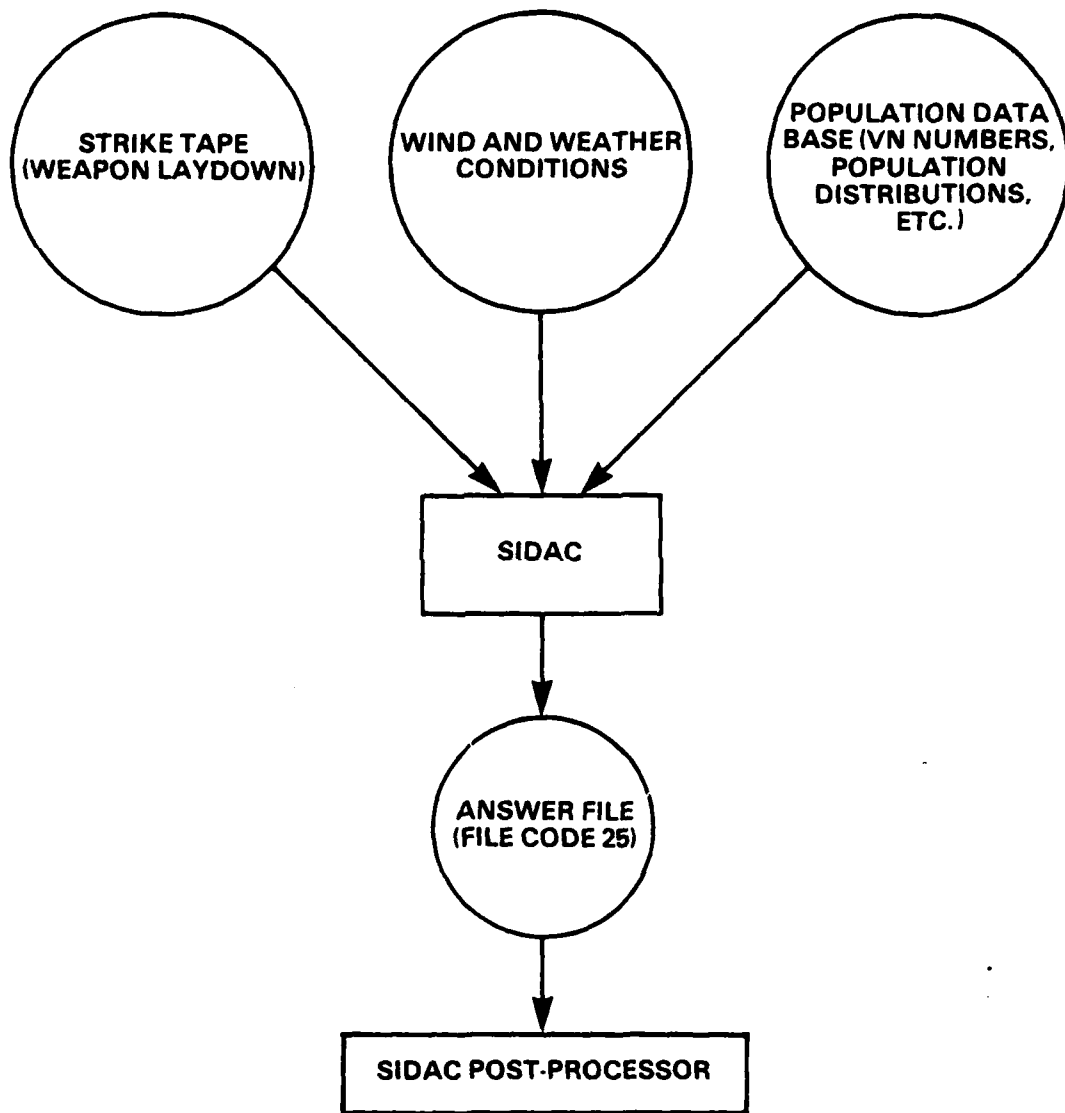 STRIKE TAPE
(WEAPON LAYDOWN)
WIND AND WEATHER
CONDITIONS
POPULATION DATA
BASE (VN NUMBERS,
POPULATION
DISTRIBUTIONS,
ETC.)
SIDAC
ANSWER FILE
(FILE CODE 25)
SIDAC POST-PROCESSOR